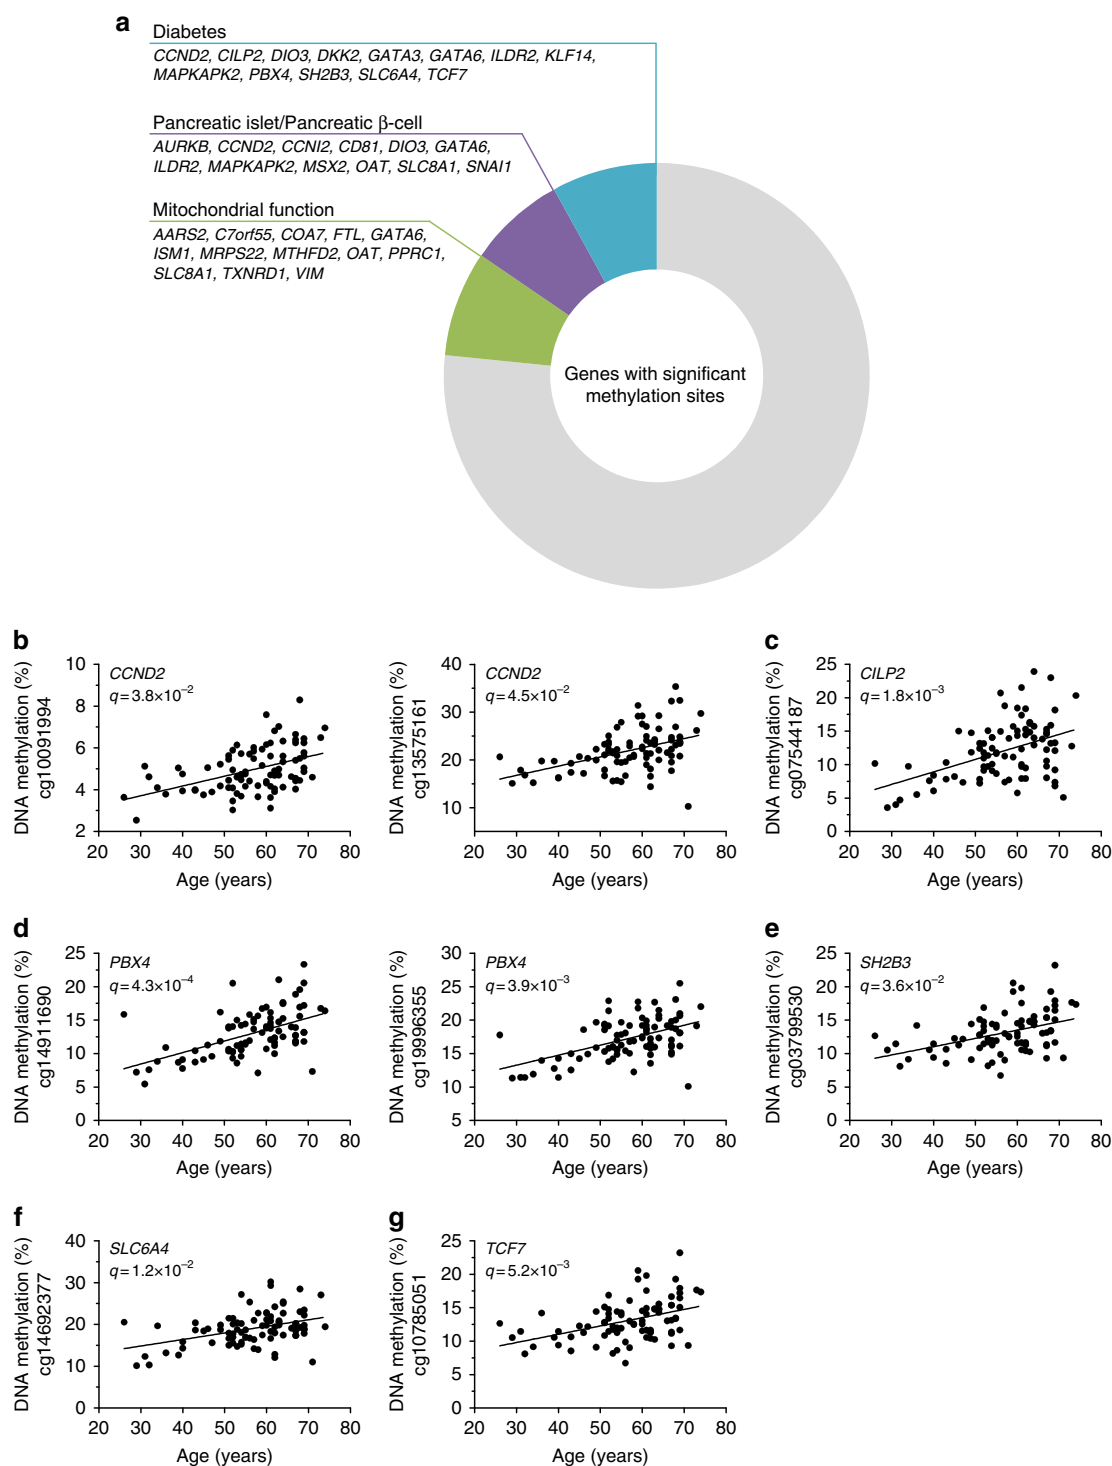 a
Diabetes
CCND2, CILP2, DIO3, DKK2, GATA3, GATA6, ILDR2, KLF14,
MAPKAPK2, PBX4, SH2B3, SLC6A4, TCF7
Pancreatic islet/Pancreatic β-cell
AURKB, CCND2, CCNI2, CD81, DIO3, GATA6,
ILDR2, MAPKAPK2, MSX2, OAT, SLC8A1, SNAI1
Mitochondrial function
AARS2, C7orf55, COA7, FTL, GATA6,
ISM1, MRPS22, MTHFD2, OAT, PPRC1,
SLC8A1, TXNRD1, VIM
Genes with significant
methylation sites
b
DNA methylation (%)
cg10091994
10
8
6
4
2
CCND2
q=3.8×10⁻²
20 30 40 50 60 70 80
Age (years)
DNA methylation (%)
cg13575161
40
30
20
10
CCND2
q=4.5×10⁻²
20 30 40 50 60 70 80
Age (years)
c
DNA methylation (%)
cg07544187
25
20
15
10
5
0
CILP2
q=1.8×10⁻³
20 30 40 50 60 70 80
Age (years)
d
DNA methylation (%)
cg14911690
25
20
15
10
5
0
PBX4
q=4.3×10⁻⁴
20 30 40 50 60 70 80
Age (years)
DNA methylation (%)
cg19996355
30
25
20
15
10
5
PBX4
q=3.9×10⁻³
20 30 40 50 60 70 80
Age (years)
e
DNA methylation (%)
cg03799530
25
20
15
10
5
0
SH2B3
q=3.6×10⁻²
20 30 40 50 60 70 80
Age (years)
f
DNA methylation (%)
cg14692377
40
30
20
10
0
SLC6A4
q=1.2×10⁻²
20 30 40 50 60 70 80
Age (years)
g
DNA methylation (%)
cg10785051
25
20
15
10
5
0
TCF7
q=5.2×10⁻³
20 30 40 50 60 70 80
Age (years)